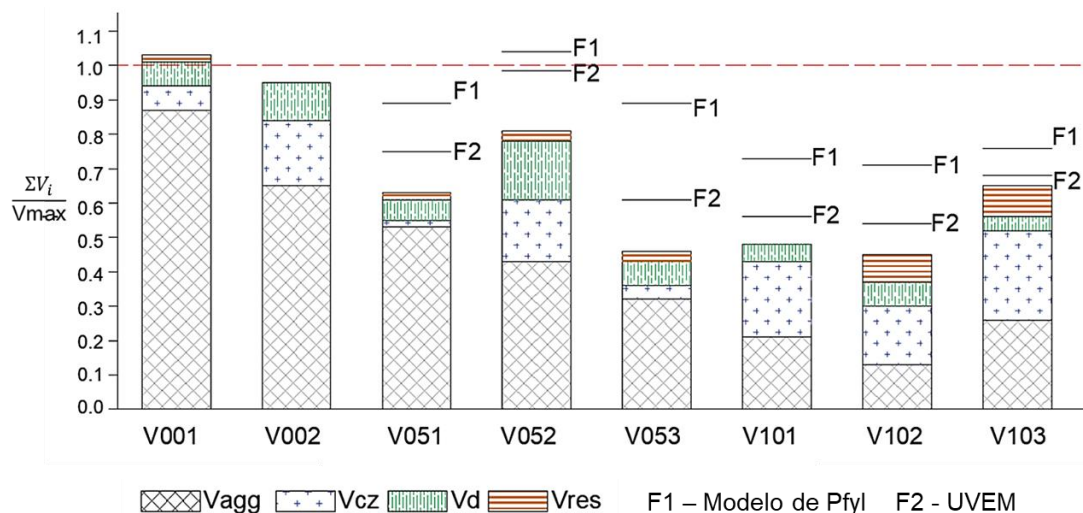 1.1
1.0
F1
F2
0.9
F1
F1
0.8
F2
F1
F1
F1
0.7
F2
ΣVi
Vmax
0.6
F2
F2
F2
0.5
0.4
0.3
0.2
0.1
0.0
V001 V002 V051 V052 V053 V101 V102 V103
Vagg Vcz Vd Vres F1 – Modelo de Pfyl F2 - UVEM